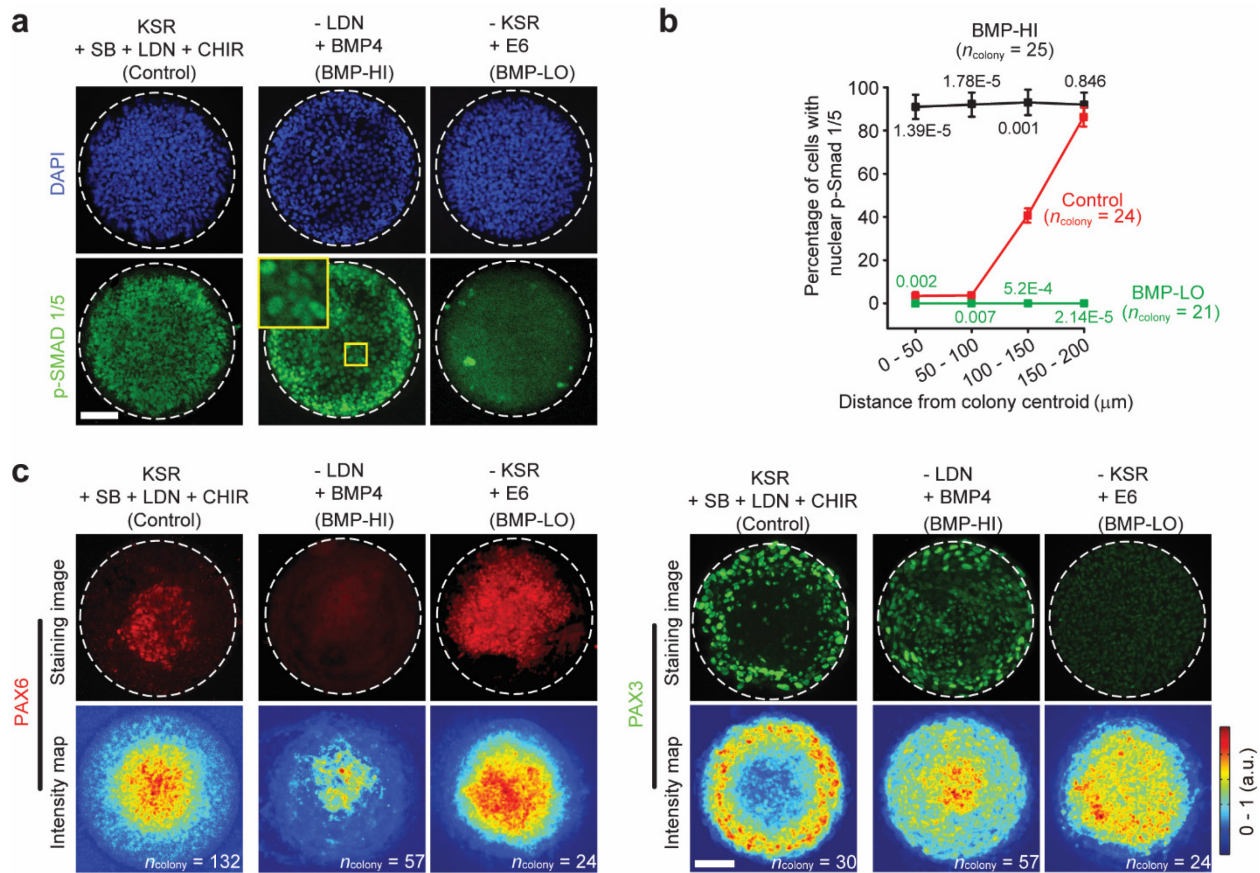 a
KSR
+ SB + LDN + CHIR
(Control)
- LDN
+ BMP4
(BMP-HI)
- KSR
+ E6
(BMP-LO)
DAPI
p-SMAD 1/5
b
BMP-HI
(ncolony = 25)
1.78E-5
0.846
1.39E-5
0.001
Control
(ncolony = 24)
0.002
5.2E-4
BMP-LO
(ncolony = 21)
0.007
2.14E-5
100
80
60
40
20
0
Percentage of cells with
nuclear p-Smad 1/5
0 - 50
50 - 100
100 - 150
150 - 200
Distance from colony centroid (μm)
c
KSR
+ SB + LDN + CHIR
(Control)
- LDN
+ BMP4
(BMP-HI)
- KSR
+ E6
(BMP-LO)
PAX6
Staining image
Intensity map
ncolony = 132
ncolony = 57
ncolony = 24
KSR
+ SB + LDN + CHIR
(Control)
- LDN
+ BMP4
(BMP-HI)
- KSR
+ E6
(BMP-LO)
PAX3
Staining image
Intensity map
ncolony = 30
ncolony = 57
ncolony = 24
0 - 1 (a.u.)